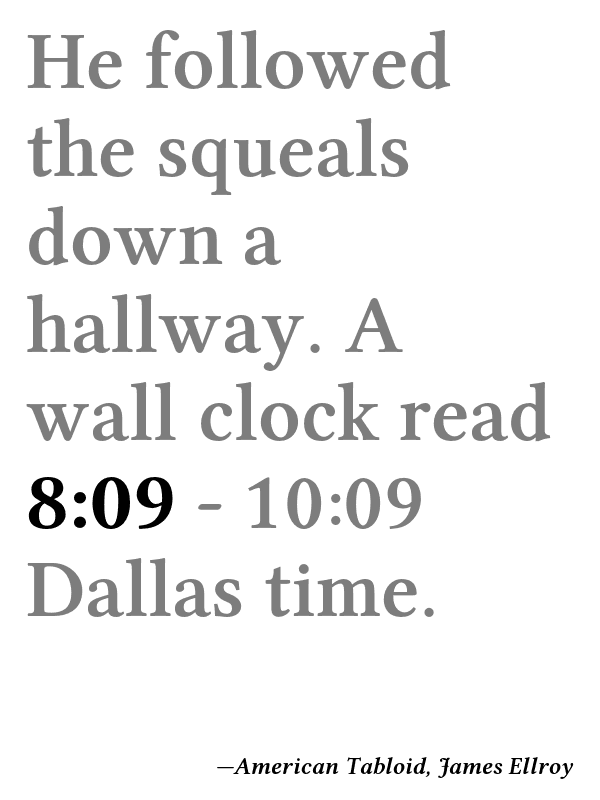 He followed
the squeals
down a
hallway. A
wall clock read
8:09 - 10:09
Dallas time.
—American Tabloid, James Ellroy